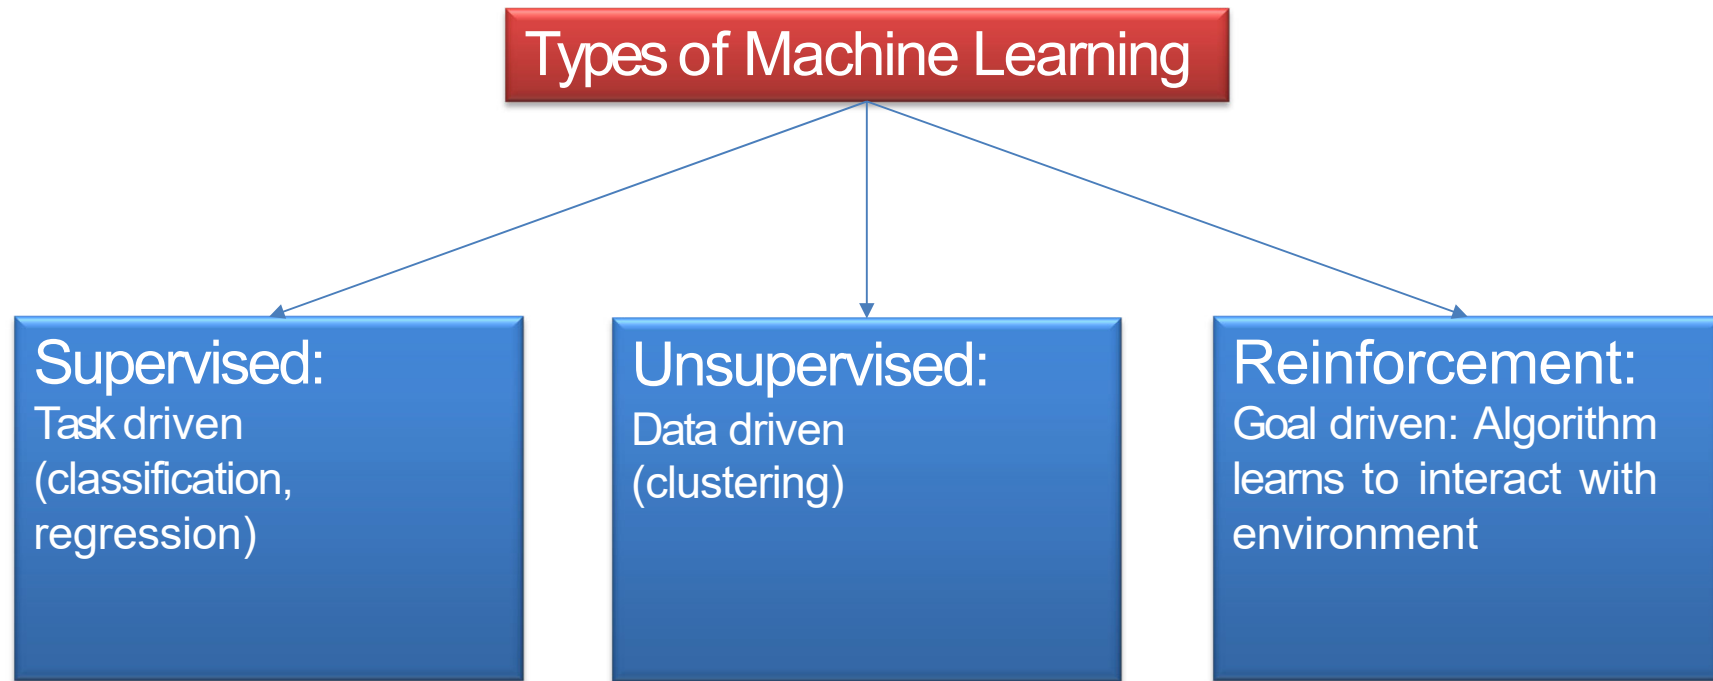 Types of Machine Learning
Supervised:
Task driven
(classification,
regression)
Unsupervised:
Data driven
(clustering)
Reinforcement:
Goal driven: Algorithm
learns to interact with
environment